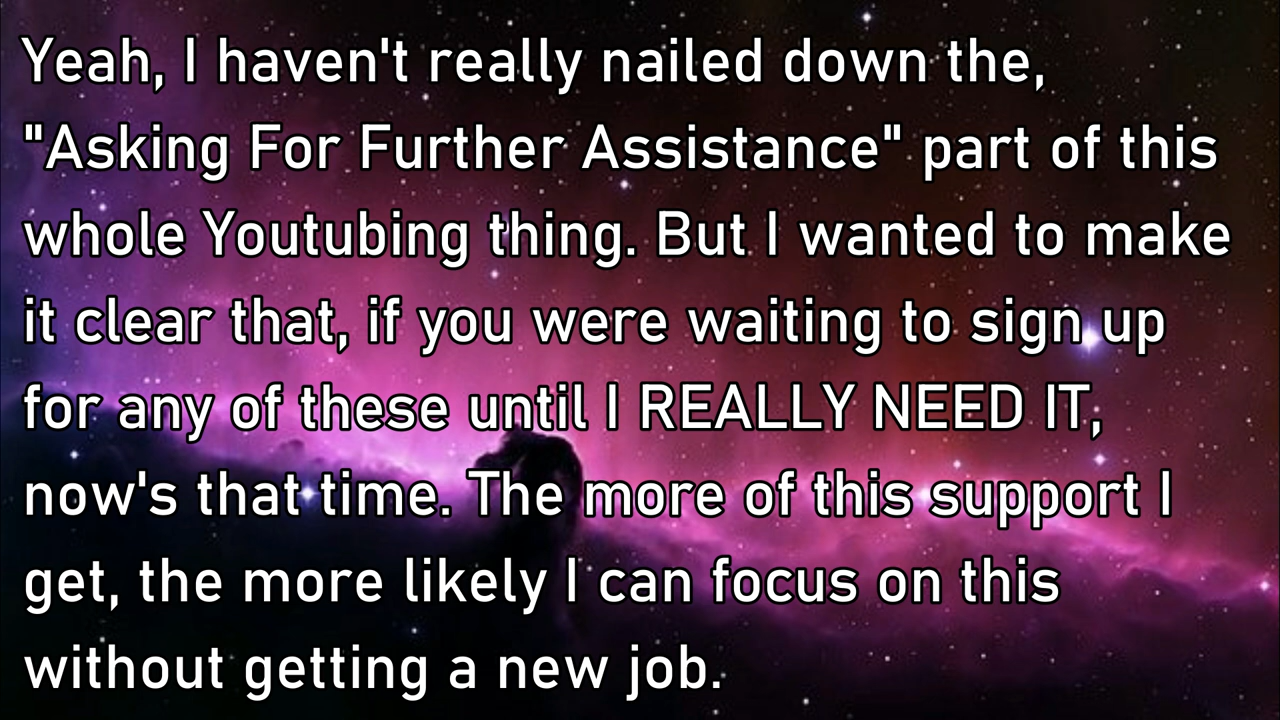 Yeah, I haven't really nailed down the,
"Asking For Further Assistance" part of this
whole Youtubing thing. But I wanted to make
it clear that, if you were waiting to sign up
for any of these until I REALLY NEED IT,
now's that time. The more of this support I
get, the more likely I can focus on this
without getting a new job.